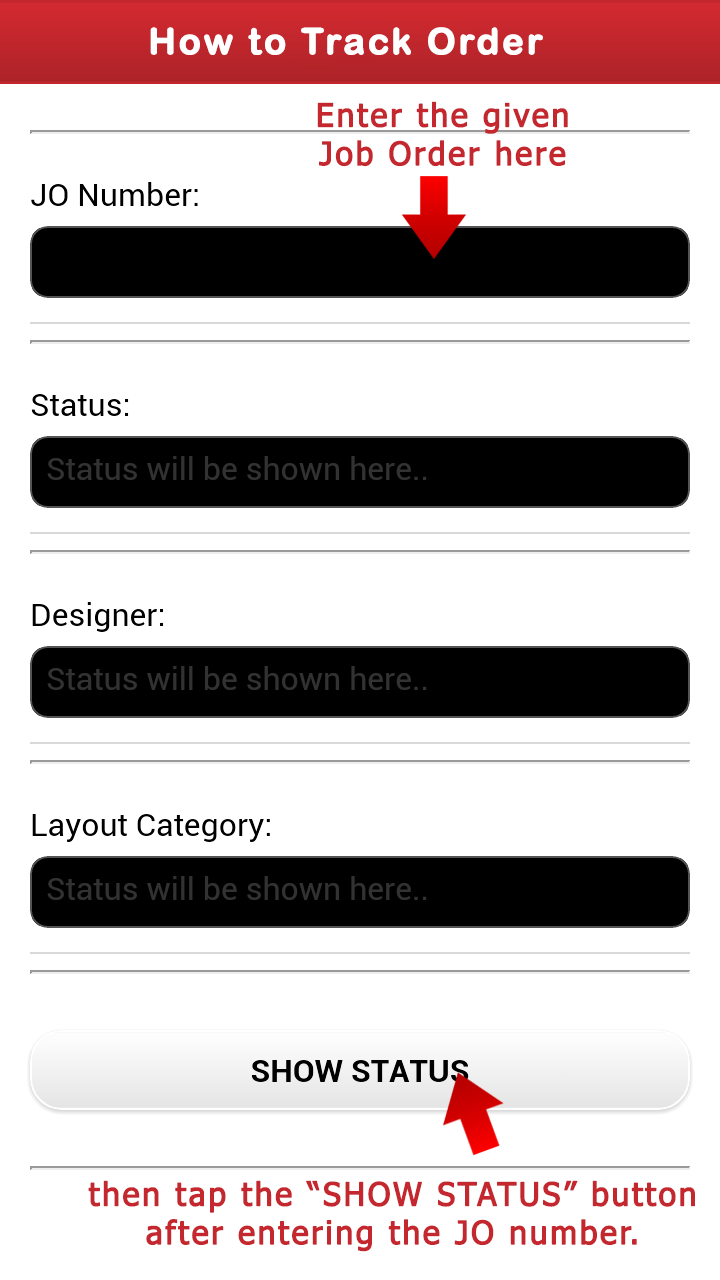 How to Track Order
Enter the given
Job Order here
JO Number:
Status:
Status will be shown here..
Designer:
Status will be shown here..
Layout Category:
Status will be shown here..
SHOW STATUS
then tap the “SHOW STATUS” button
after entering the JO number.